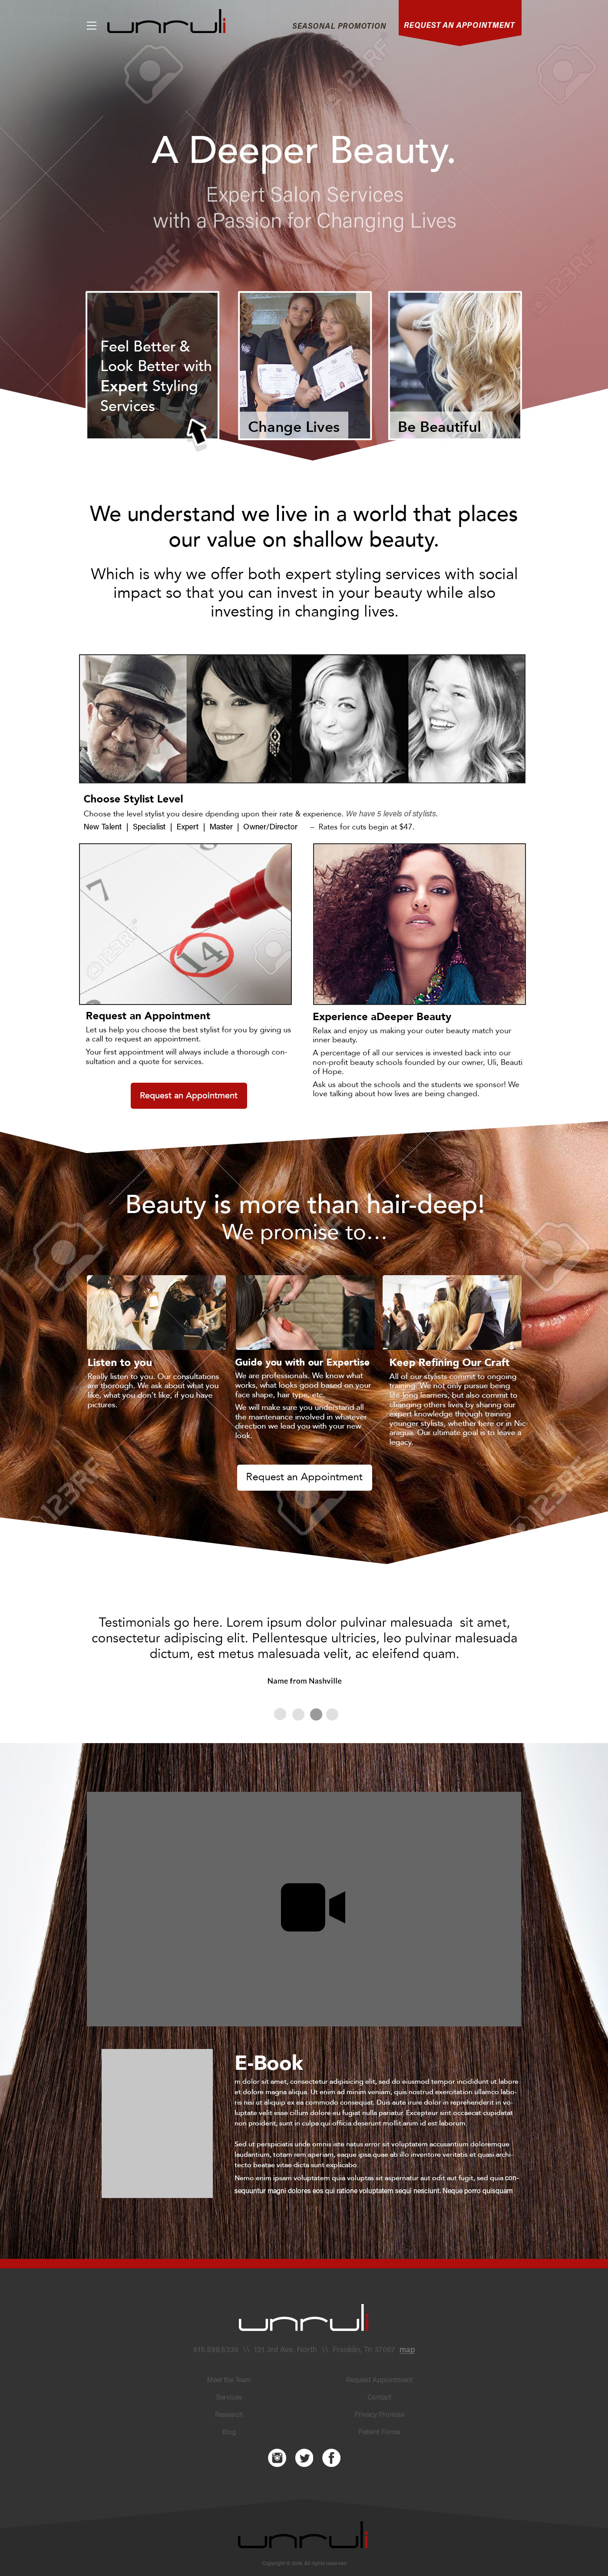 unruli
SEASONAL PROMOTION
REQUEST AN APPOINTMENT
A Deeper Beauty.
Expert Salon Services
with a Passion for Changing Lives
Feel Better &
Look Better with
Expert Styling
Services
Change Lives
Be Beautiful
We understand we live in a world that places
our value on shallow beauty.
Which is why we offer both expert styling services with social
impact so that you can invest in your beauty while also
investing in changing lives.
Choose Stylist Level
Choose the level stylist you desire dpending upon their rate & experience. We have 5 levels of stylists.
New Talent | Specialist | Expert | Master | Owner/Director – Rates for cuts begin at $47.
7
14
Request an Appointment
Let us help you choose the best stylist for you by giving us
a call to request an appointment.
Your first appointment will always include a thorough con-
sultation and a quote for services.
Request an Appointment
Experience aDeeper Beauty
Relax and enjoy us making your outer beauty match your
inner beauty.
A percentage of all our services is invested back into our
non-profit beauty schools founded by our owner, Uli, Beauti
of Hope.
Ask us about the schools and the students we sponsor! We
love talking about how lives are being changed.
Beauty is more than hair-deep!
We promise to...
Listen to you
Really listen to you. Our consultations
are thorough. We ask about what you
like, what you don't like, if you have
pictures.
Guide you with our Expertise
We are professionals. We know what
works, what looks good based on your
face shape, hair type, etc.
We will make sure you understand all
the maintenance involved in whatever
direction we lead you with your new
look.
Keep Refining Our Craft
All of our stylists commit to ongoing
training. We not only pursue being
life-long learners, but also commit to
changing others lives by sharing our
expert knowledge through training
younger stylists, whether here or in Nic-
aragua. Our ultimate goal is to leave a
legacy.
Request an Appointment
123RF
Testimonials go here. Lorem ipsum dolor pulvinar malesuada sit amet,
consectetur adipiscing elit. Pellentesque ultricies, leo pulvinar malesuada
dictum, est metus malesuada velit, ac eleifend quam.
Name from Nashville
E-Book
m dolor sit amet, consectetur adipisicing elit, sed do eiusmod tempor incididunt ut labore
et dolore magna aliqua. Ut enim ad minim veniam, quis nostrud exercitation ullamco labo-
ris nisi ut aliquip ex ea commodo consequat. Duis aute irure dolor in reprehenderit in vo-
luptate velit esse cillum dolore eu fugiat nulla pariatur. Excepteur sint occaecat cupidatat
non proident, sunt in culpa qui officia deserunt mollit anim id est laborum.
Sed ut perspiciatis unde omnis iste natus error sit voluptatem accusantium doloremque
laudantium, totam rem aperiam, eaque ipsa quae ab illo inventore veritatis et quasi archi-
tecto beatae vitae dicta sunt explicabo.
Nemo enim ipsam voluptatem quia voluptas sit aspernatur aut odit aut fugit, sed quia con-
sequuntur magni dolores eos qui ratione voluptatem sequi nesciunt. Neque porro quisquam
unruli
121 3rd Ave. North \\ Franklin, Tn 37067 map
Meet the Team
Services
Research
Blog
Request Appointment
Contact
Privacy Promise
Patient Forms
unruli
All rights reserved